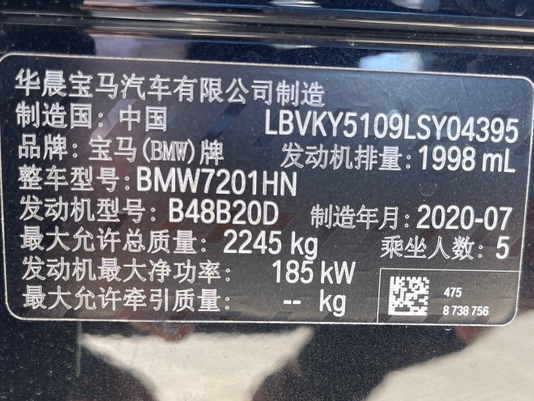 华晨宝马汽车有限公司制造
制造国: 中国 LBVKY5109LSY04395
品牌: 宝马(BMW)牌 发动机排量: 1998 mL
整车型号: BMW7201HN
发动机型号: B48B20D 制造年月: 2020-07
最大允许总质量: 2245 kg 乘坐人数: 5
发动机最大净功率: 185 kW
最大允许牵引质量: -- kg
475
8 738 756